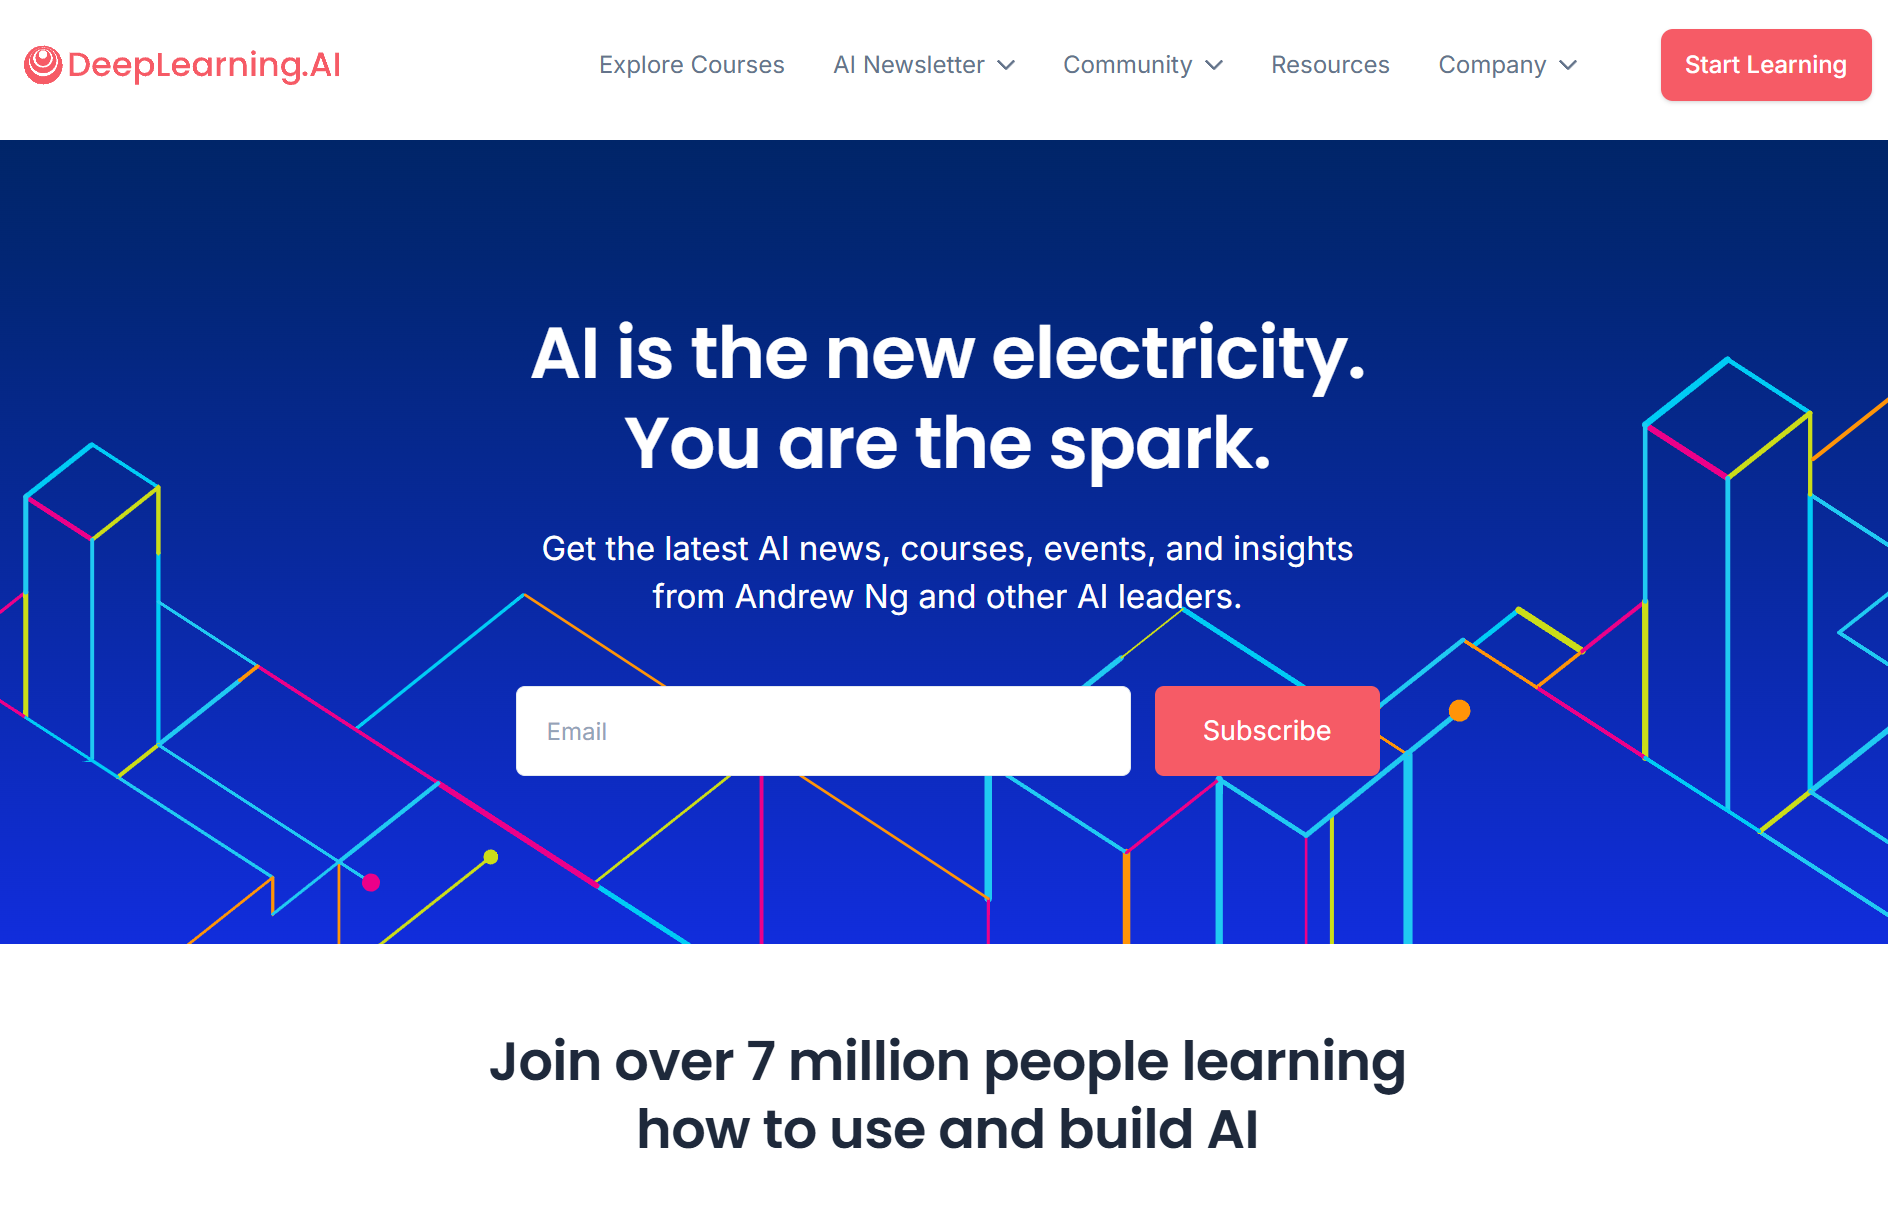 DeepLearning.AI
Explore Courses
AI Newsletter
Community
Resources
Company
Start Learning
AI is the new electricity.
You are the spark.
Get the latest AI news, courses, events, and insights
from Andrew Ng and other AI leaders.
Email
Subscribe
Join over 7 million people learning
how to use and build AI